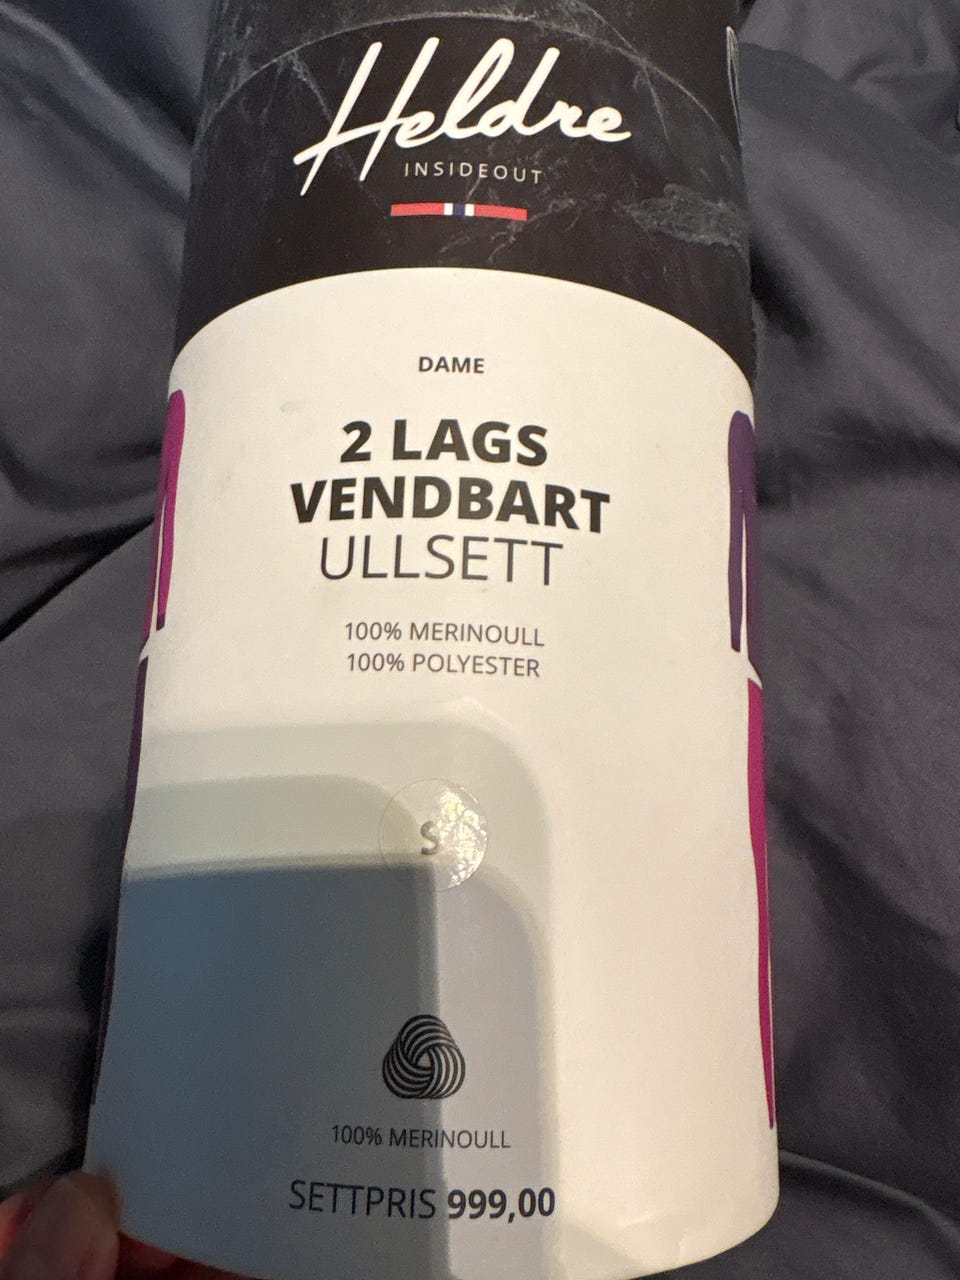 Heldre
INSIDEOUT
DAME
2 LAGS
VENDBART
ULLSETT
100% MERINOULL
100% POLYESTER
S
100% MERINOULL
SETTPRIS 999,00